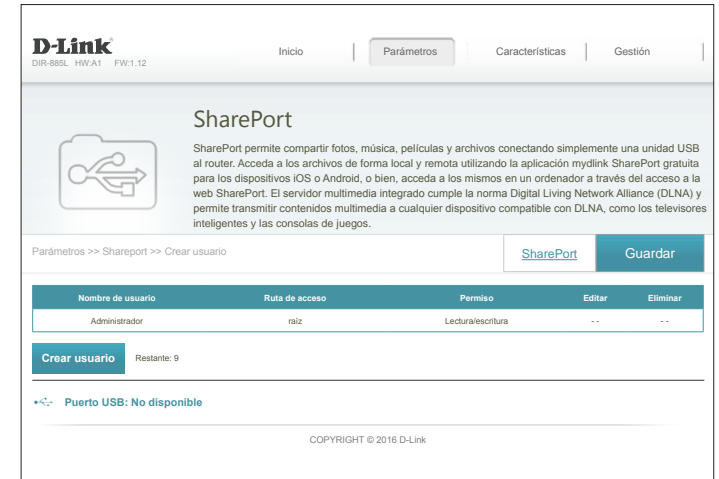 D-Link
DIR-885L HW:A1 FW:1.12
Inicio
Parámetros
Características
Gestión
SharePort
SharePort permite compartir fotos, música, películas y archivos conectando simplemente una unidad USB
al router. Acceda a los archivos de forma local y remota utilizando la aplicación mydlink SharePort gratuita
para los dispositivos iOS o Android, o bien, acceda a los mismos en un ordenador a través del acceso a la
web SharePort. El servidor multimedia integrado cumple la norma Digital Living Network Alliance (DLNA) y
permite transmitir contenidos multimedia a cualquier dispositivo compatible con DLNA, como los televisores
inteligentes y las consolas de juegos.
Parámetros >> Shareport >> Crear usuario
SharePort
Guardar
Nombre de usuario Ruta de acceso Permiso Editar Eliminar
Administrador raíz Lectura/escritura - - - -
Crear usuario Restante: 9
Puerto USB: No disponible
COPYRIGHT © 2016 D-Link